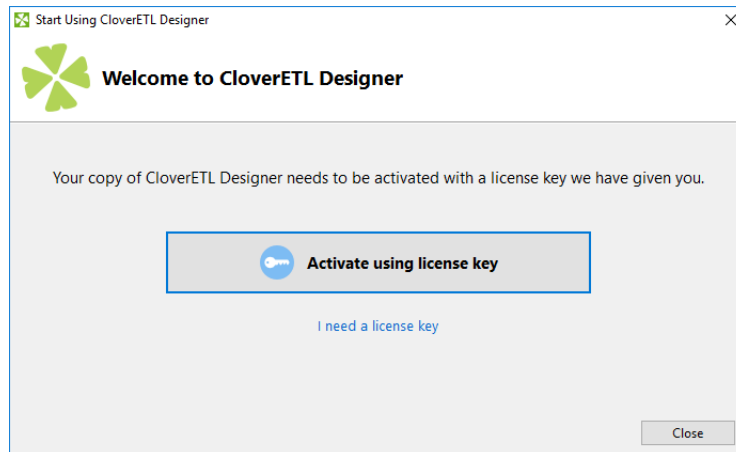 Start Using CloverETL Designer
Welcome to CloverETL Designer
Your copy of CloverETL Designer needs to be activated with a license key we have given you.
Activate using license key
I need a license key
Close